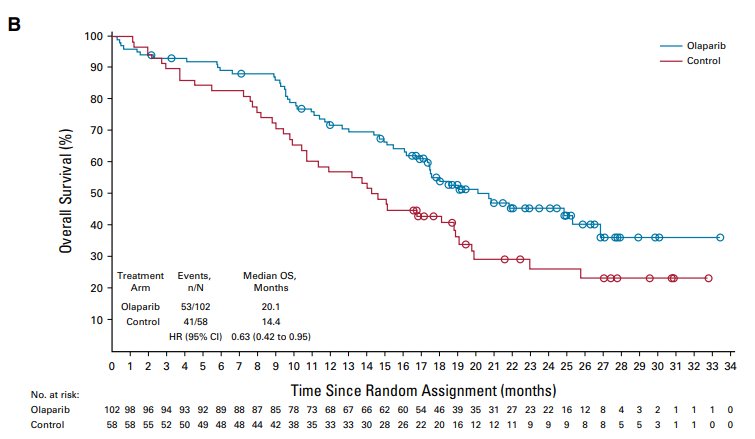 B
Olaparib
Control
Overall Survival (%)
100
90
80
70
60
50
40
30
20
10
Treatment Arm Events, n/N Median OS, Months
Olaparib 53/102 20.1
Control 41/58 14.4
HR (95% CI) 0.63 (0.42 to 0.95)
0 1 2 3 4 5 6 7 8 9 10 11 12 13 14 15 16 17 18 19 20 21 22 23 24 25 26 27 28 29 30 31 32 33 34
Time Since Random Assignment (months)
No. at risk:
Olaparib 102 98 96 94 93 92 89 88 87 85 78 73 68 67 66 62 60 54 46 39 35 31 27 23 22 16 12 8 4 3 2 1 1 1 0
Control 58 58 55 52 50 49 48 48 44 42 38 35 33 33 30 28 26 22 20 16 12 12 11 9 9 9 8 8 5 5 3 1 1 0 0